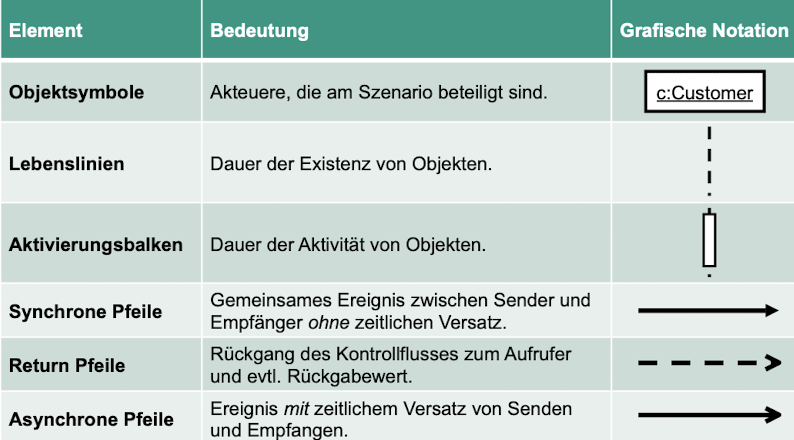 Element Bedeutung Grafische Notation
Objektsymbole Akteuere, die am Szenario beteiligt sind. c:Customer
Lebenslinien Dauer der Existenz von Objekten.
Aktivierungsbalken Dauer der Aktivität von Objekten.
Synchrone Pfeile Gemeinsames Ereignis zwischen Sender und
Empfänger ohne zeitlichen Versatz.
Return Pfeile Rückgang des Kontrollflusses zum Aufrufer
und evtl. Rückgabewert.
Asynchrone Pfeile Ereignis mit zeitlichem Versatz von Senden
und Empfangen.